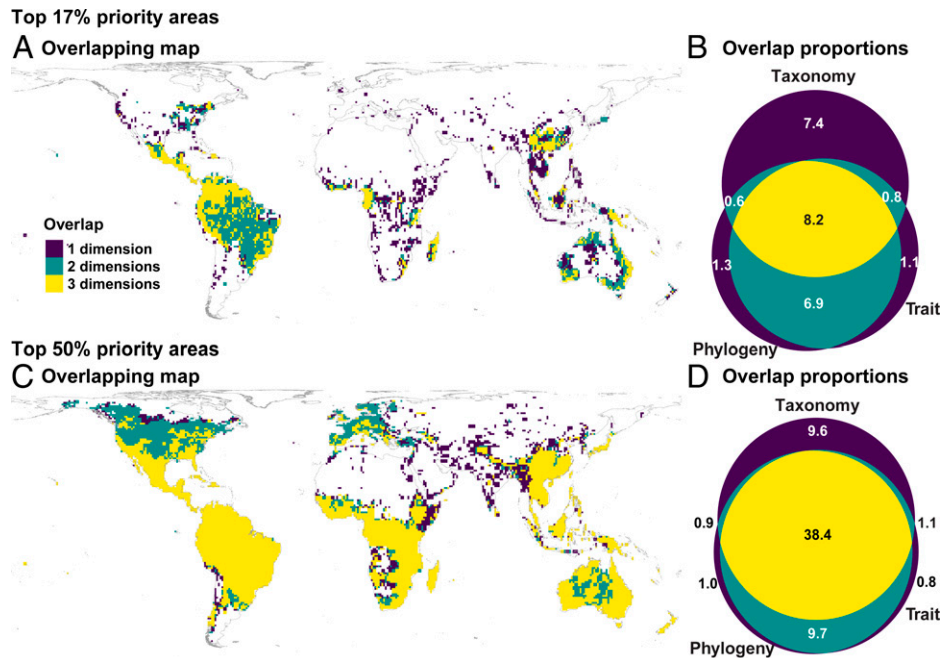 Top 17% priority areas
A Overlapping map
B Overlap proportions
Taxonomy
7.4
0.6
0.8
8.2
1.3
1.1
6.9
Trait
Phylogeny
Overlap
1 dimension
2 dimensions
3 dimensions
Top 50% priority areas
C Overlapping map
D Overlap proportions
Taxonomy
9.6
0.9
1.1
38.4
1.0
0.8
Trait
9.7
Phylogeny